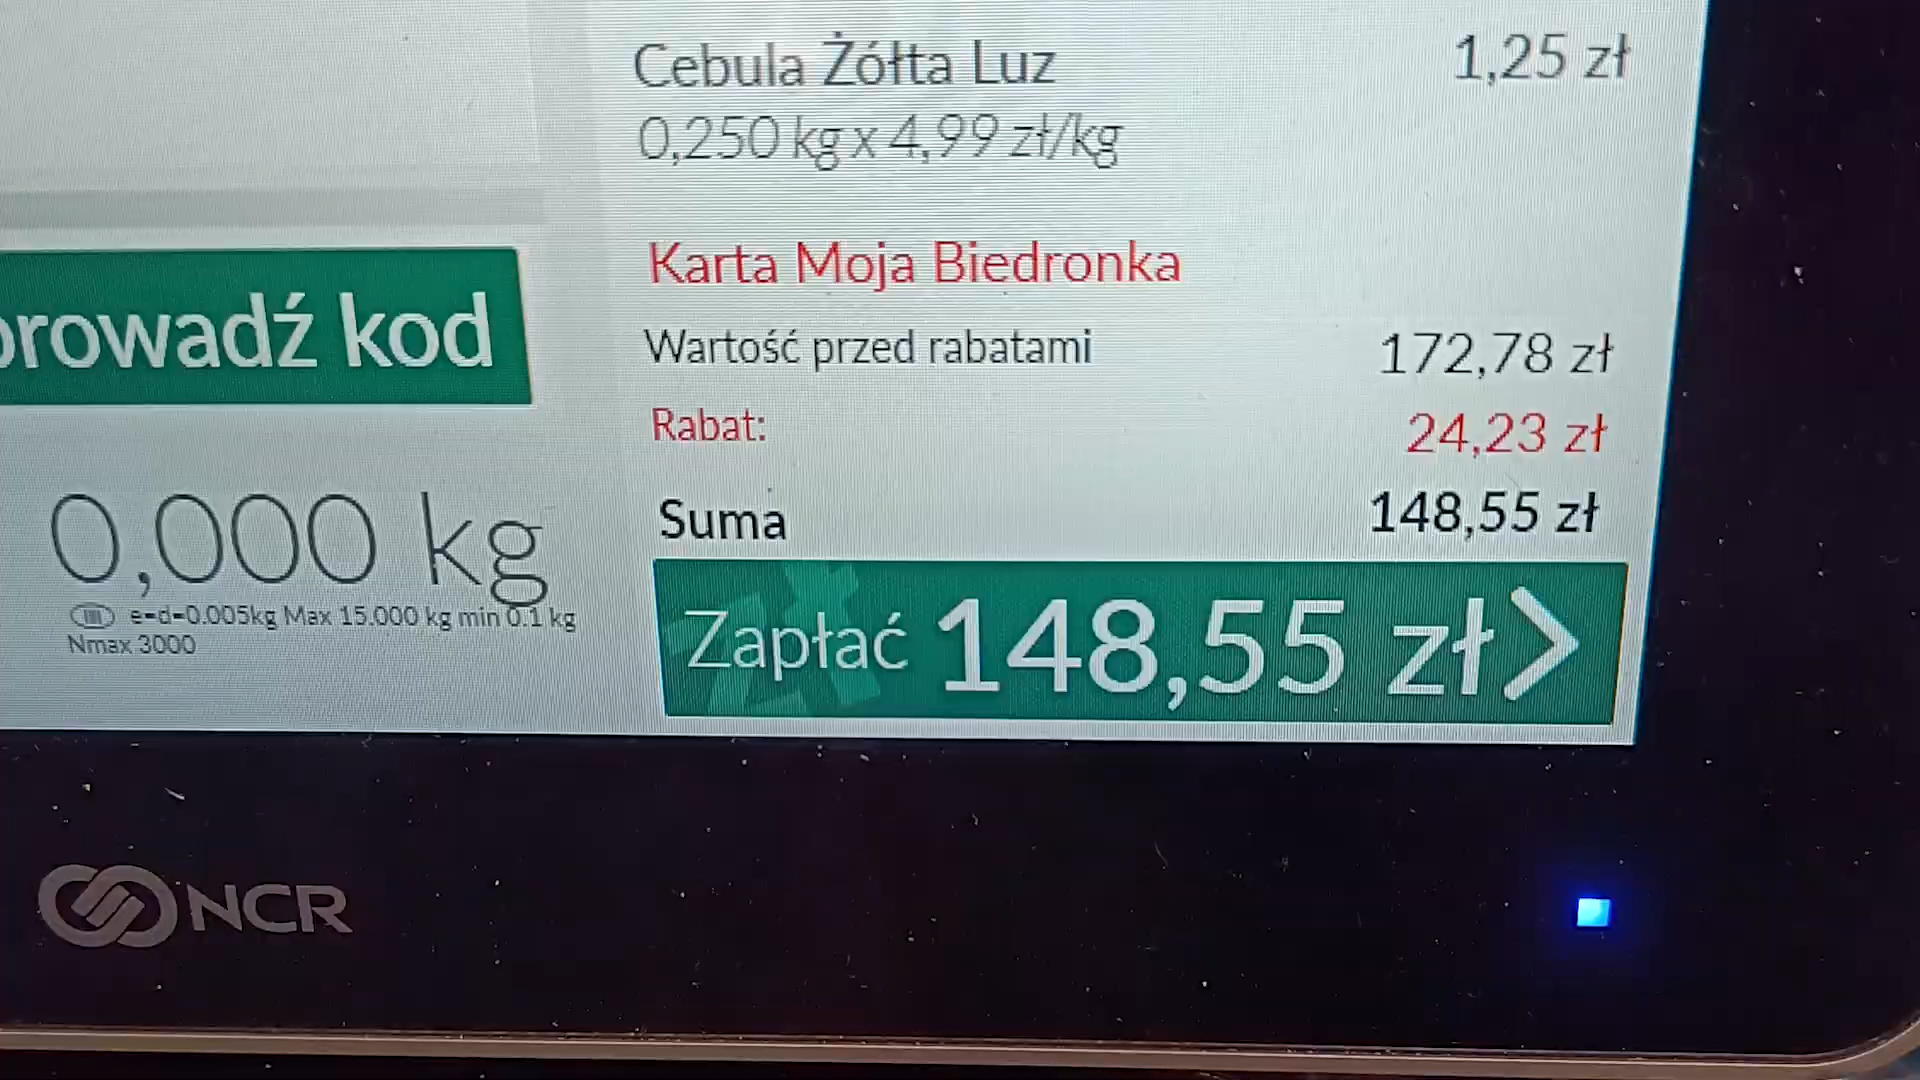 Cebula Żółta Luz 1,25 zł
0,250 kg x 4,99 zł/kg
Karta Moja Biedronka
Wartość przed rabatami 172,78 zł
Rabat: 24,23 zł
Suma 148,55 zł
Zapłać 148,55 zł
kod
0,000 kg
III e=d=0.005kg Max 15.000 kg min 0.1 kg
Nmax 3000
NCR